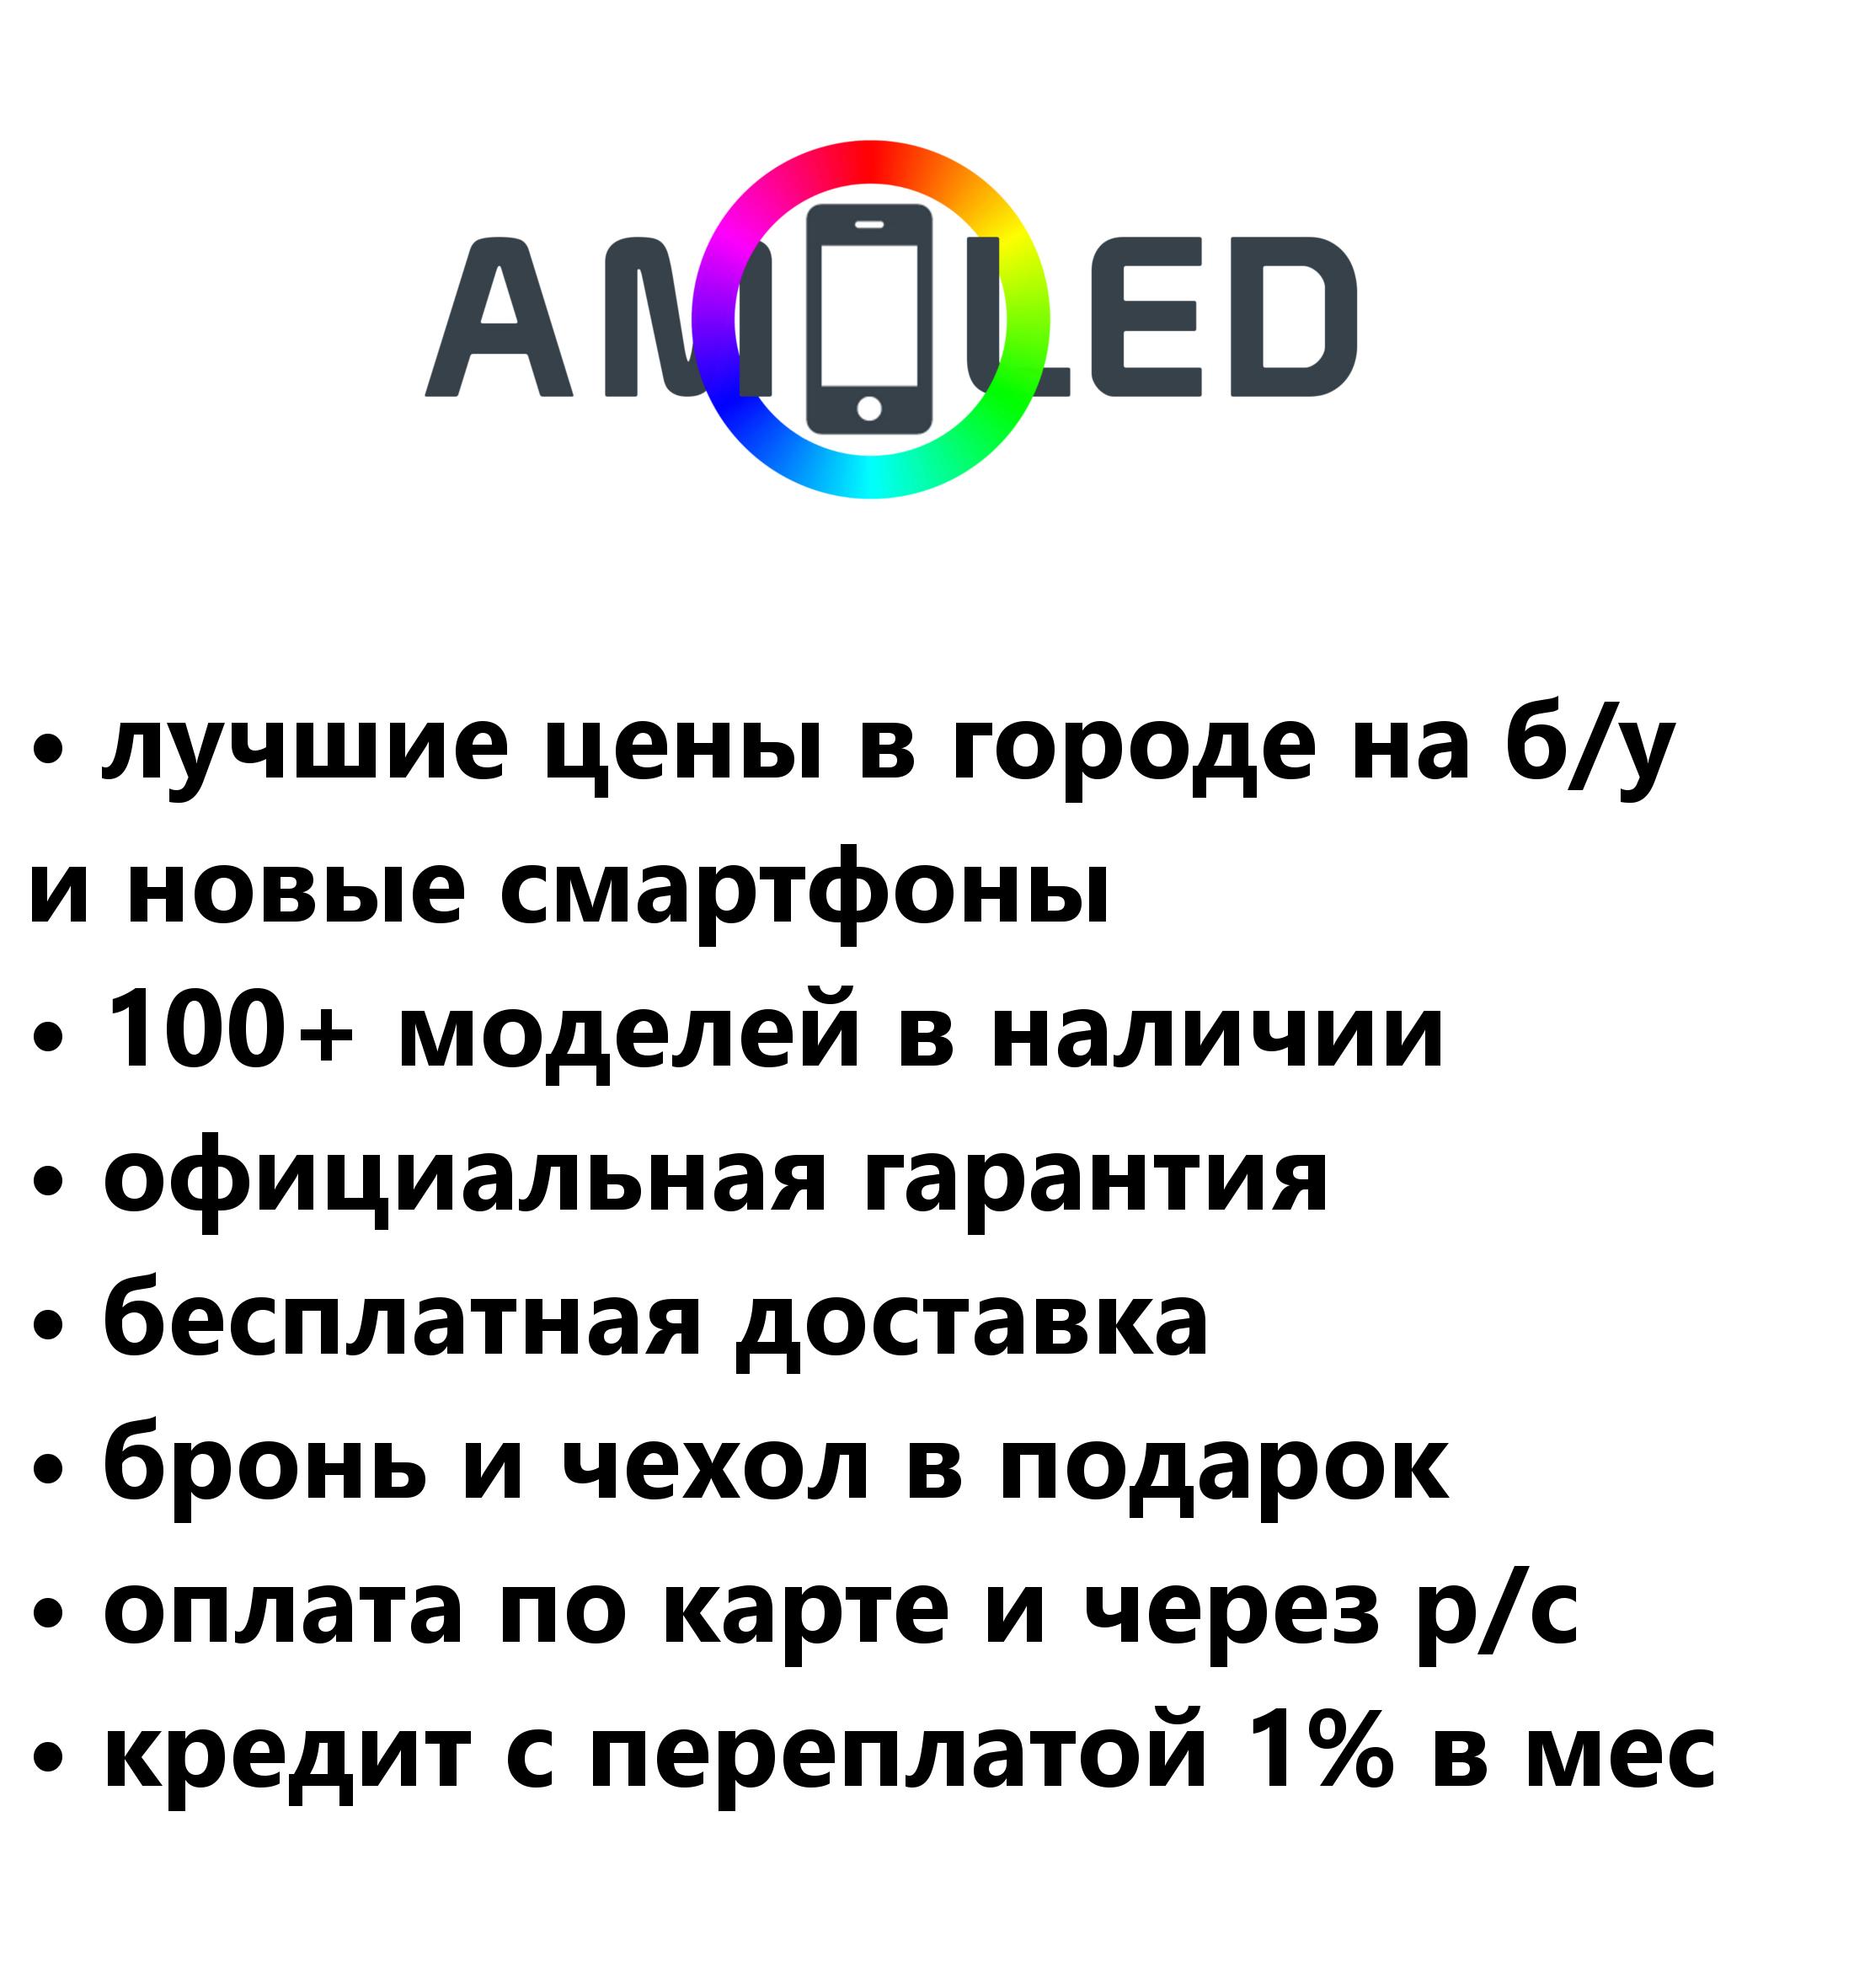 AMOLED
• лучшие цены в городе на б/у
и новые смартфоны
• 100+ моделей в наличии
• официальная гарантия
• бесплатная доставка
• бронь и чехол в подарок
• оплата по карте и через р/с
• кредит с переплатой 1% в мес